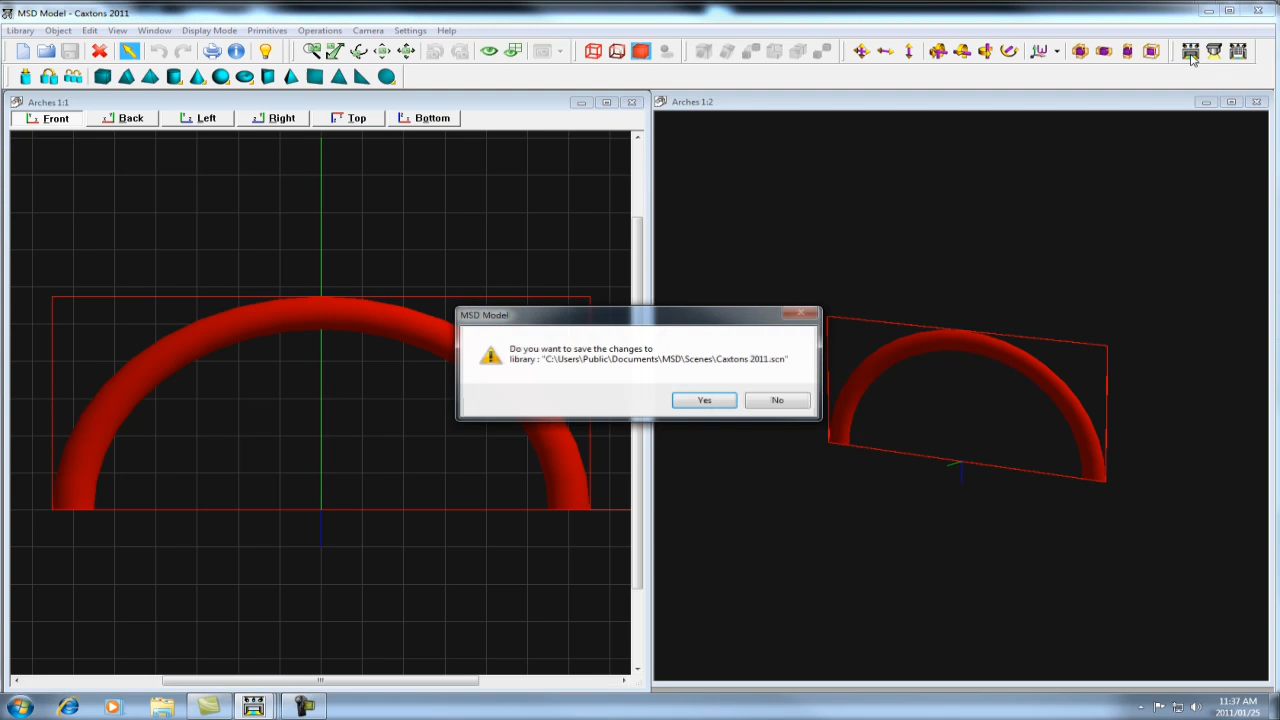 MSD Model - Caxtons 2011
Library Object Edit View Window Display Mode Primitives Operations Camera Settings Help
Arches 1:1
Front Back Left Right Top Bottom
Arches 1:2
MSD Model
Do you want to save the changes to
library : "C:\Users\Public\Documents\MSD\Scenes\Caxtons 2011.scn"
Yes No
11:37 AM
2011/01/25